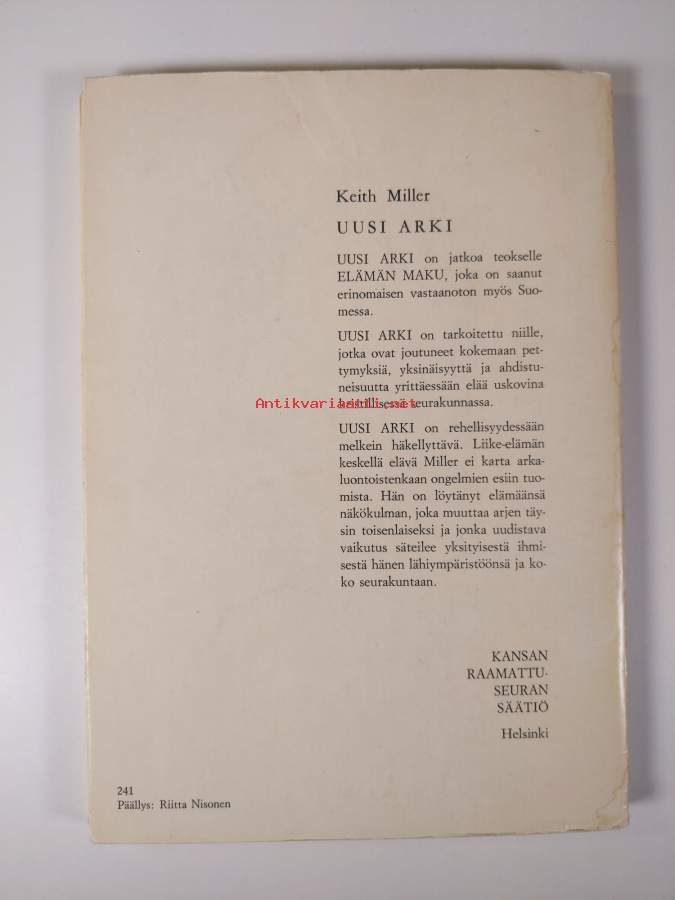 Keith Miller
UUSI ARKI
UUSI ARKI on jatkoa teokselle
ELÄMÄN MAKU, joka on saanut
erinomaisen vastaanoton myös Suo-
messa.
UUSI ARKI on tarkoitettu niille,
jotka ovat joutuneet kokemaan pet-
tymyksiä, yksinäisyyttä ja ahdistu-
neisuutta yrittäessään elää uskovina
seurakunnassa.
Antikvariaatti.net
UUSI ARKI on rehellisyydessään
melkein häkellyttävä. Liike-elämän
keskellä elävä Miller ei karta arka-
luontoistenkaan ongelmien esiin tuo-
mista. Hän on löytänyt elämäänsä
näkökulman, joka muuttaa arjen täy-
sin toisenlaiseksi ja jonka uudistava
vaikutus säteilee yksityisestä ihmi-
sestä hänen lähiympäristöönsä ja ko-
ko seurakuntaan.
KANSAN
RAAMATTU-
SEURAN
SÄÄTIÖ
Helsinki
241
Päällys: Riitta Nisonen